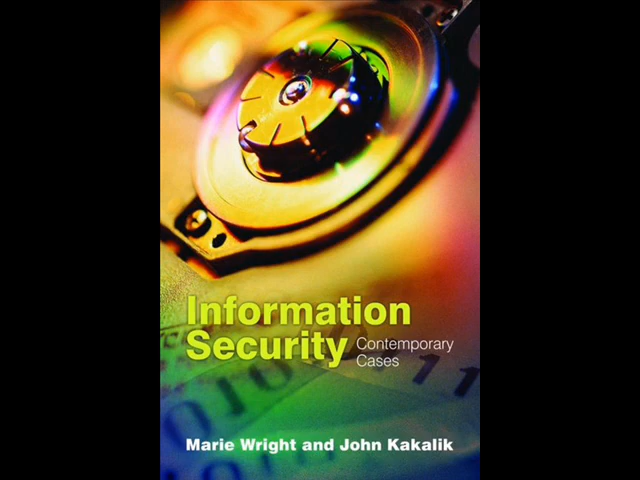 Information
Security
Contemporary
Cases
Marie Wright and John Kakalik